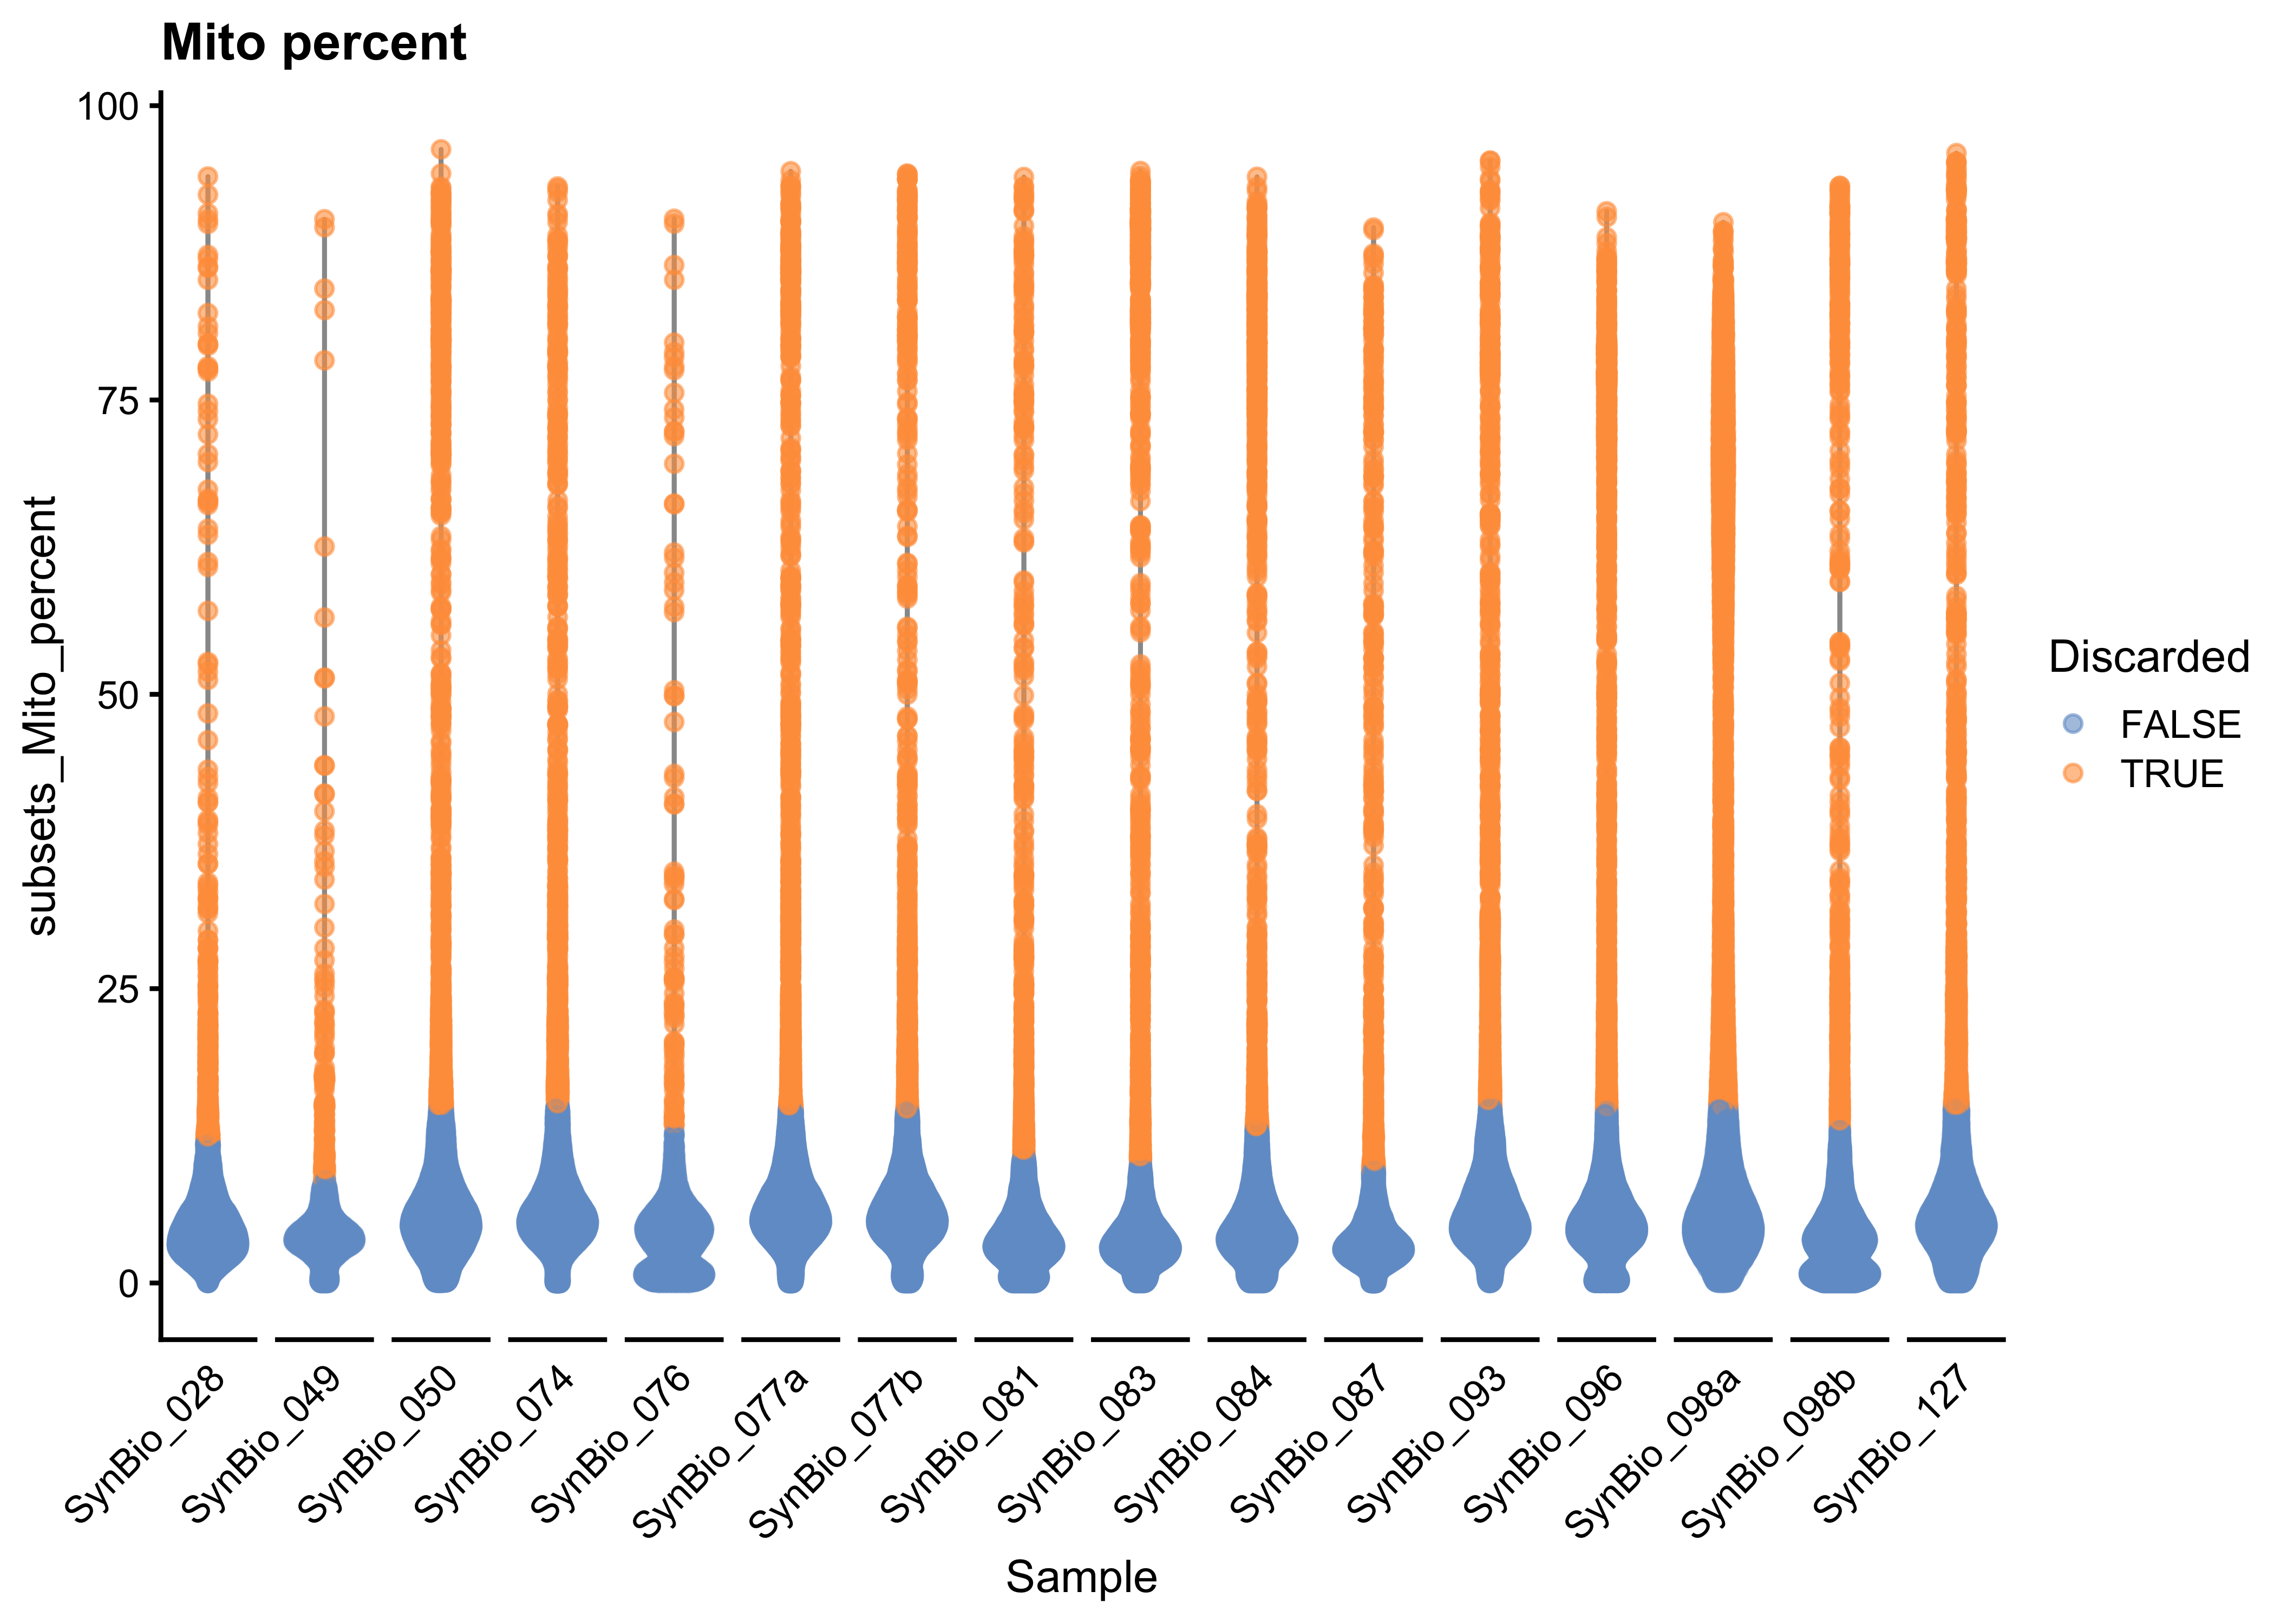 Mito percent
100
75
50
25
0
subsets_Mito_percent
Discarded
FALSE
TRUE
SynBio_028
SynBio_049
SynBio_050
SynBio_074
SynBio_076
SynBio_077a
SynBio_077b
SynBio_081
SynBio_083
SynBio_084
SynBio_087
SynBio_093
SynBio_096
SynBio_098a
SynBio_098b
SynBio_127
Sample